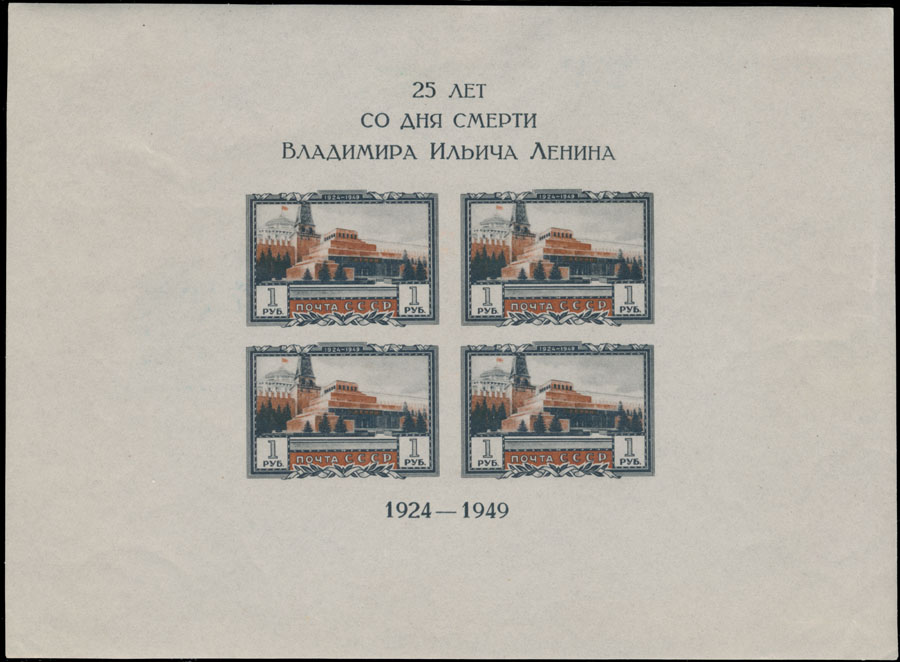 25 ЛЕТ
СО ДНЯ СМЕРТИ
ВЛАДИМИРА ИЛЬИЧА ЛЕНИНА
1924-1949
1924-1949
1 РУБ.
ПОЧТА СССР
1 РУБ.
1 РУБ.
ПОЧТА СССР
1 РУБ.
1924-1949
1924-1949
1 РУБ.
ПОЧТА СССР
1 РУБ.
1 РУБ.
ПОЧТА СССР
1 РУБ.
1924—1949